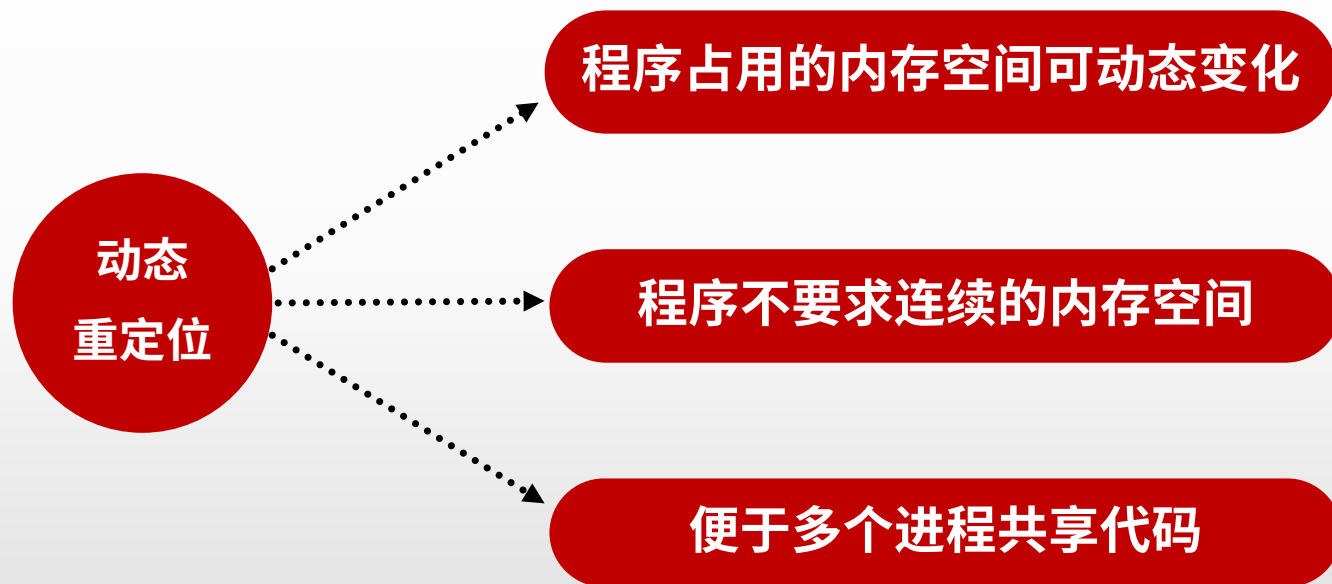 程序占用的内存空间可动态变化
动态
重定位
程序不要求连续的内存空间
便于多个进程共享代码